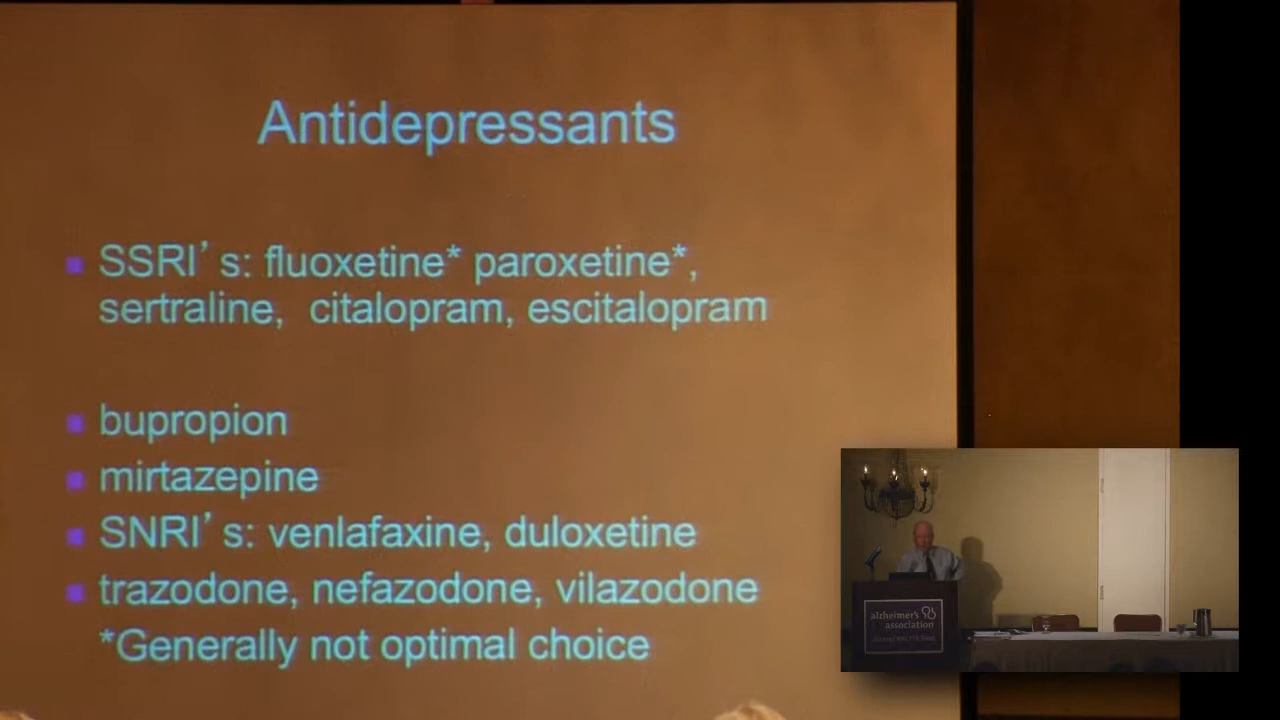 Antidepressants
SSRI's: fluoxetine* paroxetine*,
sertraline, citalopram, escitalopram
bupropion
mirtazepine
SNRI's: venlafaxine, duloxetine
trazodone, nefazodone, vilazodone
*Generally not optimal choice
alzheimer's
association